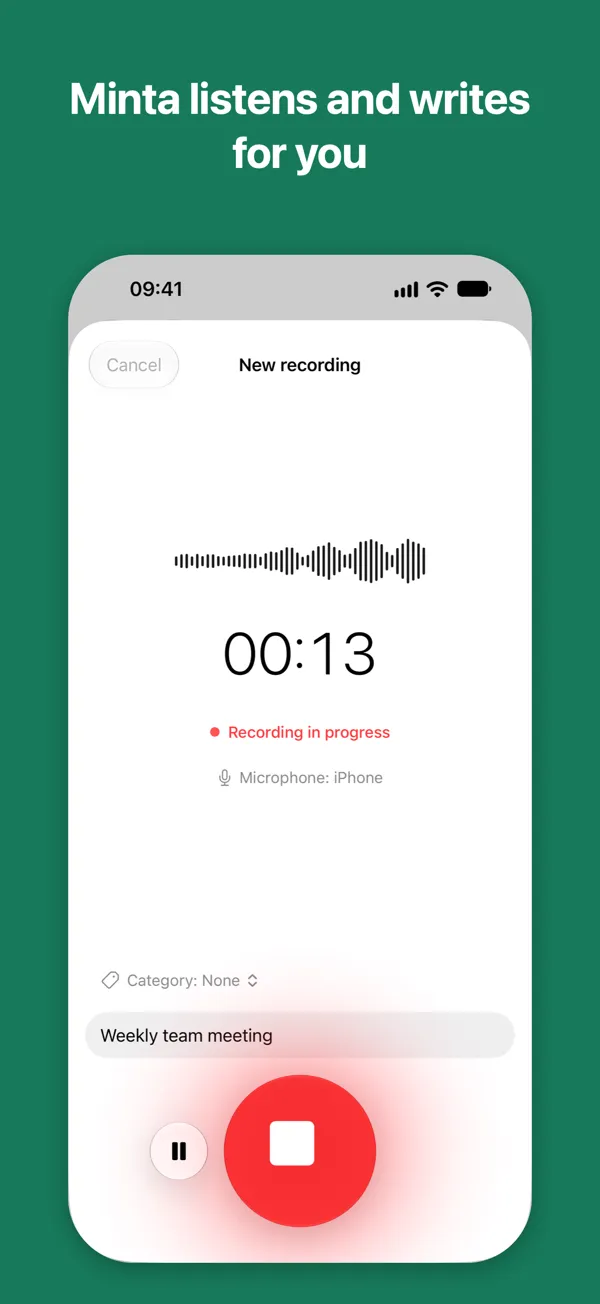 Minta listens and writes
for you
09:41
Cancel
New recording
00:13
Recording in progress
Microphone: iPhone
Category: None
Weekly team meeting